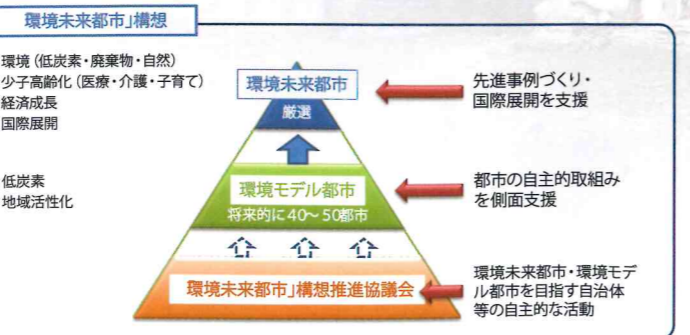 環境未来都市」構想
環境(低炭素・廃棄物・自然)
少子高齢化(医療・介護・子育て)
経済成長
国際展開
環境未来都市
厳選
先進事例づくり・
国際展開を支援
低炭素
地域活性化
環境モデル都市
将来的に40~50都市
都市の自主的取組み
を側面支援
環境未来都市」構想推進協議会
環境未来都市・環境モデ
ル都市を目指す自治体
等の自主的な活動